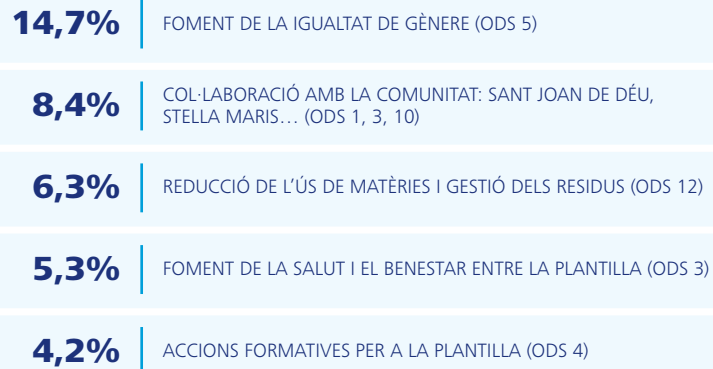 14,7%
FOMENT DE LA IGUALTAT DE GÈNERE (ODS 5)
8,4%
COL·LABORACIÓ AMB LA COMUNITAT: SANT JOAN DE DÉU,
STELLA MARIS… (ODS 1, 3, 10)
6,3%
REDUCCIÓ DE L’ÚS DE MATÈRIES I GESTIÓ DELS RESIDUS (ODS 12)
5,3%
FOMENT DE LA SALUT I EL BENESTAR ENTRE LA PLANTILLA (ODS 3)
4,2%
ACCIONS FORMATIVES PER A LA PLANTILLA (ODS 4)